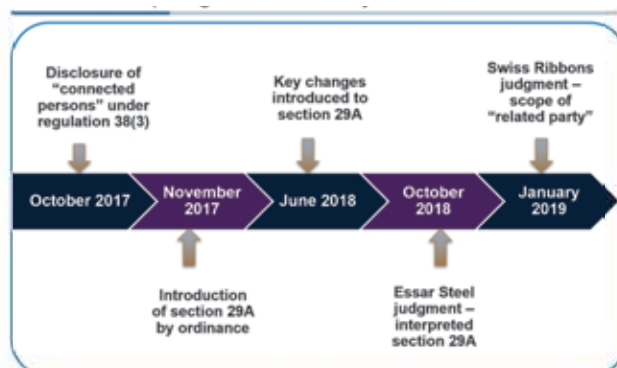 Disclosure of
"connected
persons" under
regulation 38(3)
Key changes
introduced to
section 29A
Swiss Ribbons
judgment –
scope of
"related party"
October 2017
November
2017
June 2018
October
2018
January
2019
Introduction
of section 29A
by ordinance
Essar Steel
judgment –
interpreted
section 29A